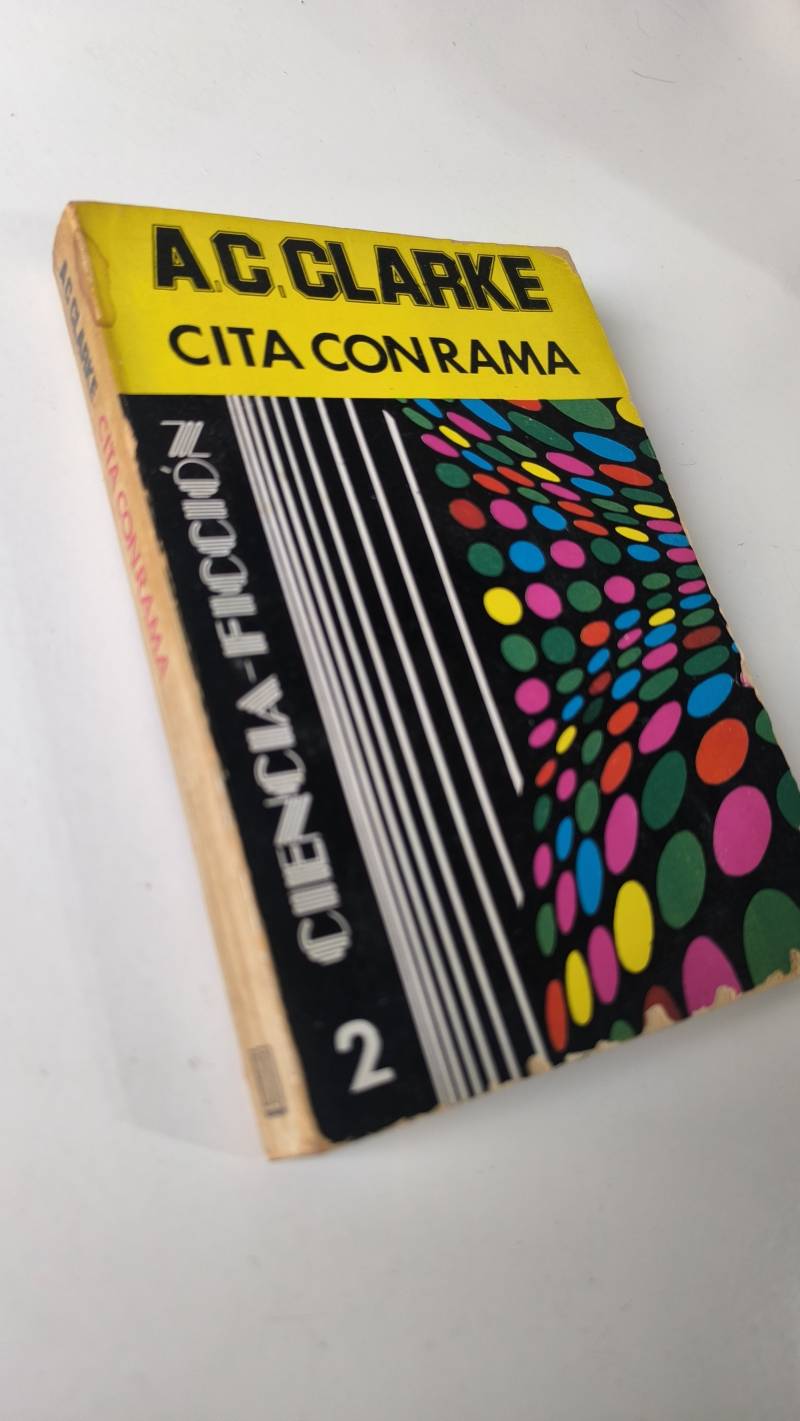 A.C. CLARKE
CITA CON RAMA
CIENCIA-FICCIÓN
2
A.C. CLARKE CITA CON RAMA